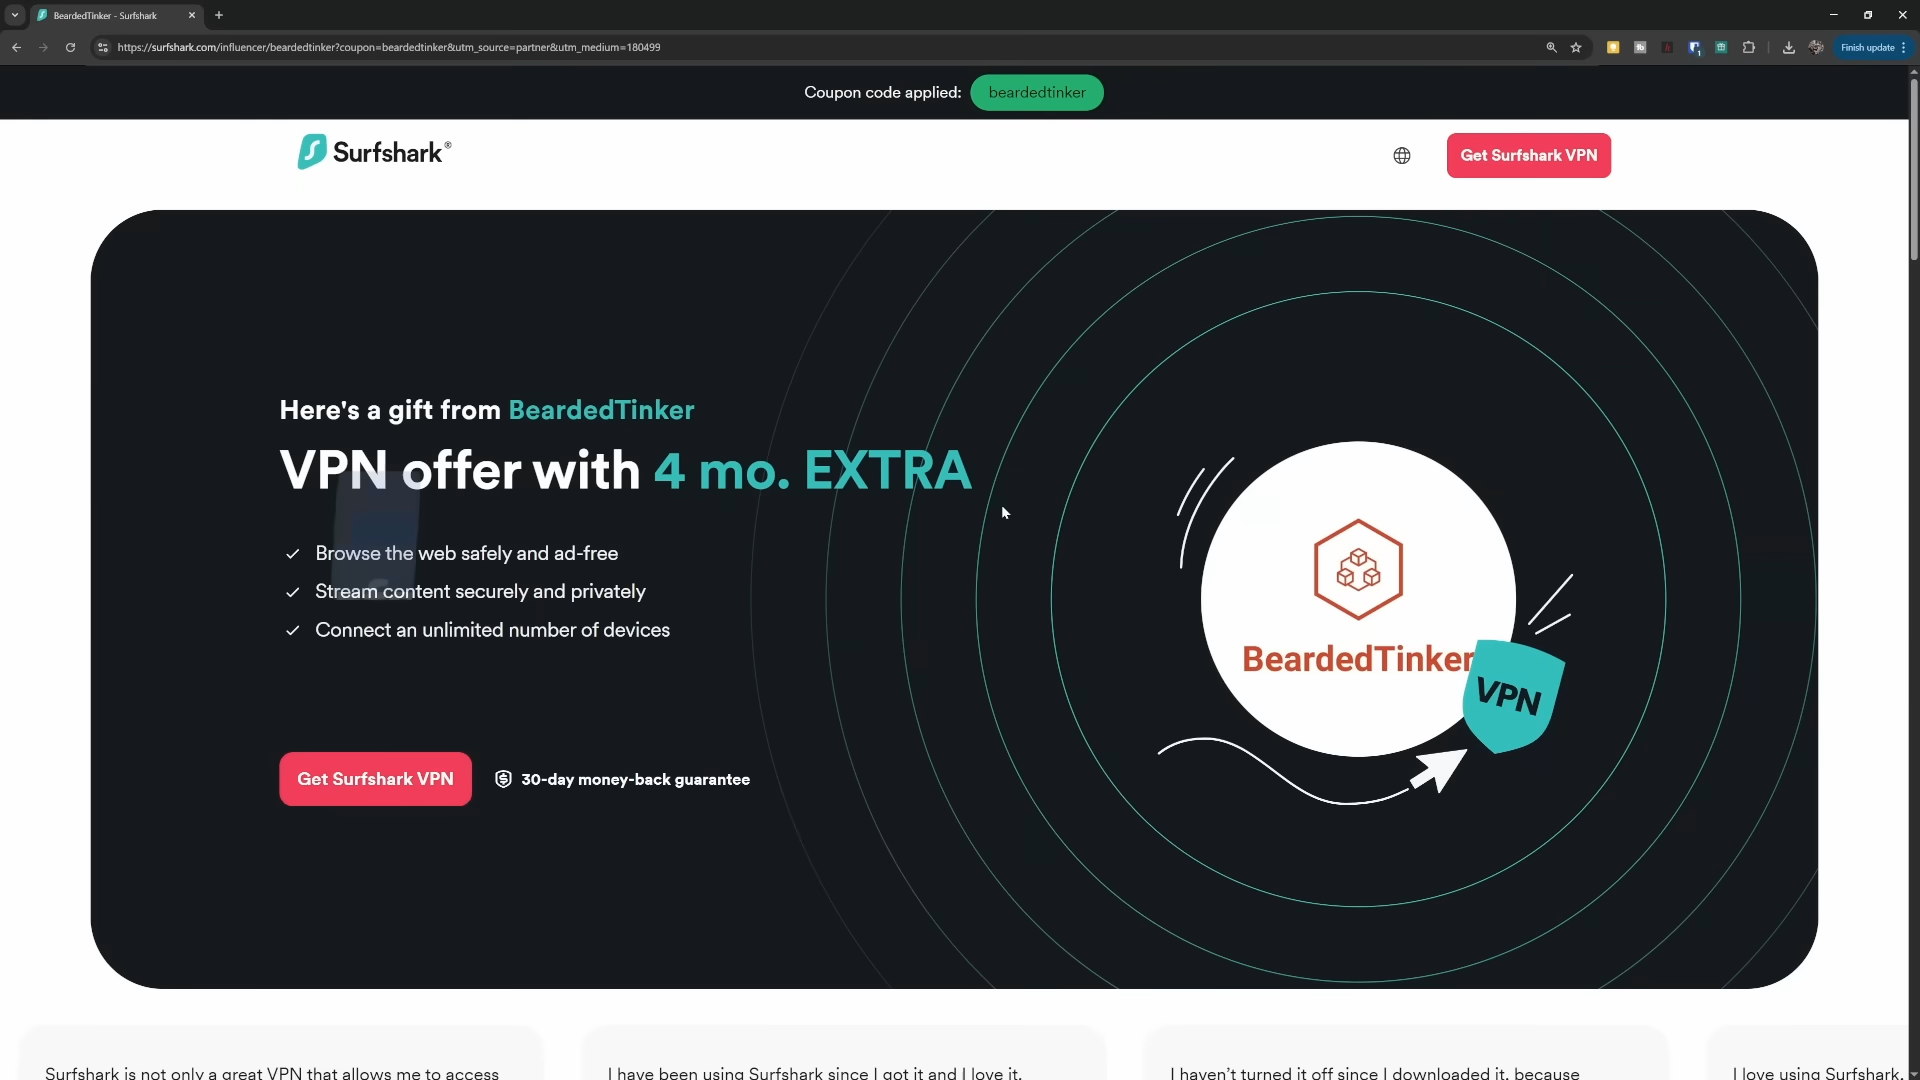 BeardedTinker - Surfshark
https://surfshark.com/influencer/beardedtinker?coupon=beardedtinker&utm_source=partner&utm_medium=180499
Finish update
Coupon code applied: beardedtinker
Surfshark®
Get Surfshark VPN
Here's a gift from BeardedTinker
VPN offer with 4 mo. EXTRA
Browse the web safely and ad-free
Stream content securely and privately
Connect an unlimited number of devices
Get Surfshark VPN
30-day money-back guarantee
BeardedTinker
VPN
Surfshark is not only a great VPN that allows me to access
I have been using Surfshark since I got it and I love it.
I haven't turned it off since I downloaded it, because
I love using Surfshark.